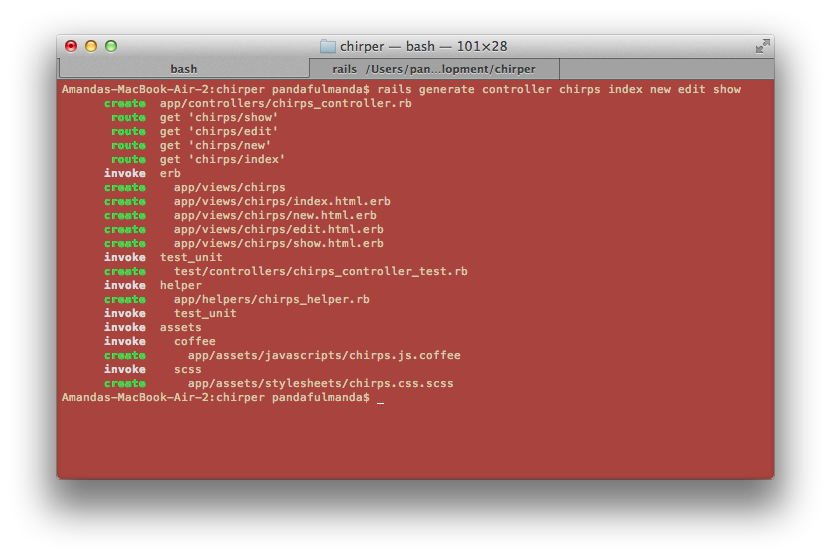 chirper — bash — 101×28
bash
rails /Users/pan...lopment/chirper
Amandas-MacBook-Air-2:chirper pandafulmanda$ rails generate controller chirps index new edit show
      create  app/controllers/chirps_controller.rb
       route  get 'chirps/show'
       route  get 'chirps/edit'
       route  get 'chirps/new'
       route  get 'chirps/index'
      invoke  erb
      create    app/views/chirps
      create    app/views/chirps/index.html.erb
      create    app/views/chirps/new.html.erb
      create    app/views/chirps/edit.html.erb
      create    app/views/chirps/show.html.erb
      invoke  test_unit
      create    test/controllers/chirps_controller_test.rb
      invoke  helper
      create    app/helpers/chirps_helper.rb
      invoke    test_unit
      invoke  assets
      invoke    coffee
      create      app/assets/javascripts/chirps.js.coffee
      invoke    scss
      create      app/assets/stylesheets/chirps.css.scss
Amandas-MacBook-Air-2:chirper pandafulmanda$ _